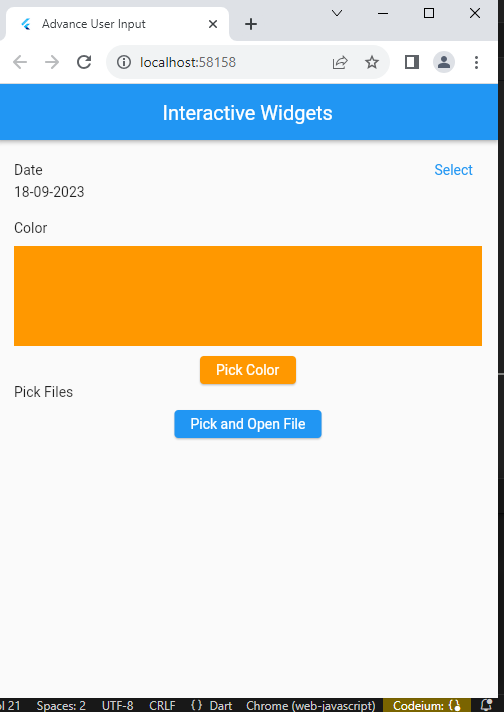 Advance User Input
localhost:58158
Interactive Widgets
Date
Select
18-09-2023
Color
Pick Color
Pick Files
Pick and Open File
ol 21 Spaces: 2 UTF-8 CRLF {} Dart Chrome (web-javascript) Codeium: {}